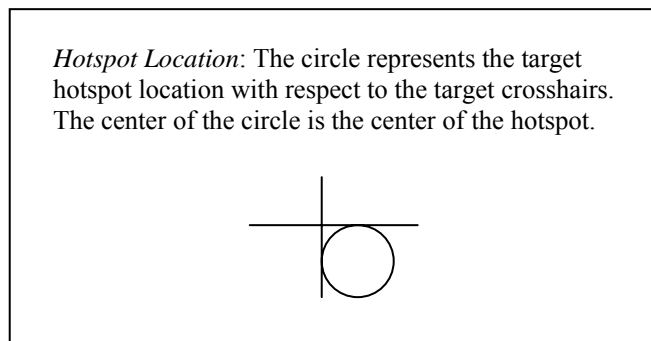 Hotspot Location: The circle represents the target
hotspot location with respect to the target crosshairs.
The center of the circle is the center of the hotspot.